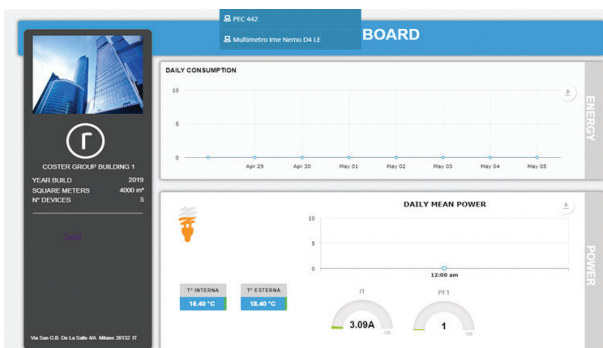 PEC 442
Multimetro Ime Nemo D4 LE
BOARD
COSTER GROUP BUILDING 1
YEAR BUILD 2019
SQUARE METERS 4000 m²
N° DEVICES 5
Via San G.B. De La Salle 4/A Milano 20132 IT
DAILY CONSUMPTION
10
5
0
Apr 29 Apr 30 May 01 May 02 May 03 May 04 May 05
ENERGY
DAILY MEAN POWER
10
5
0
12:00 am
T° INTERNA T° ESTERNA
18.40 °C 18.40 °C
I1 PF1
3.09A 1
100 100
POWER